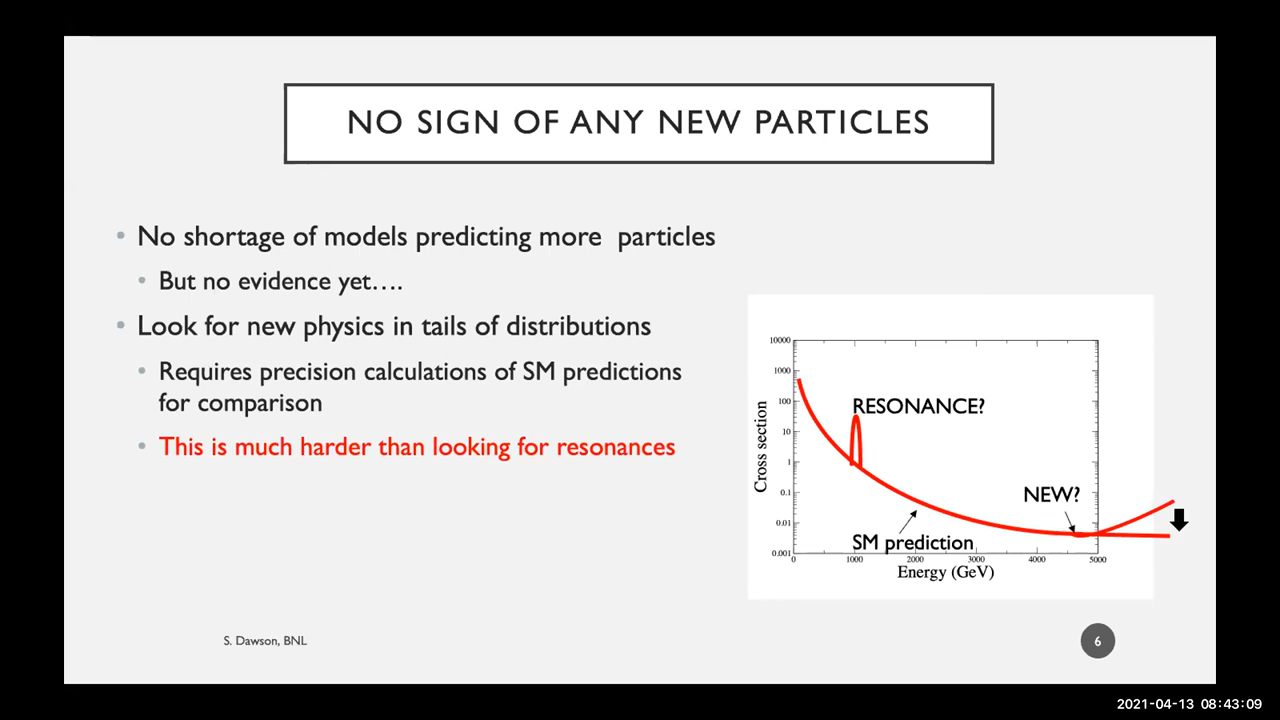 NO SIGN OF ANY NEW PARTICLES
No shortage of models predicting more particles
But no evidence yet….
Look for new physics in tails of distributions
Requires precision calculations of SM predictions
for comparison
This is much harder than looking for resonances
10000
1000
100
10
1
0.1
0.01
0.001
Cross section
RESONANCE?
NEW?
SM prediction
0
1000
2000
3000
4000
5000
Energy (GeV)
S. Dawson, BNL
6
2021-04-13 08:43:09